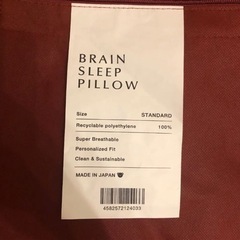 BRAIN
SLEEP
PILLOW
Size STANDARD
Recyclable polyethylene 100%
Super Breathable
Personalized Fit
Clean & Sustainable
MADE IN JAPAN
4582572124033